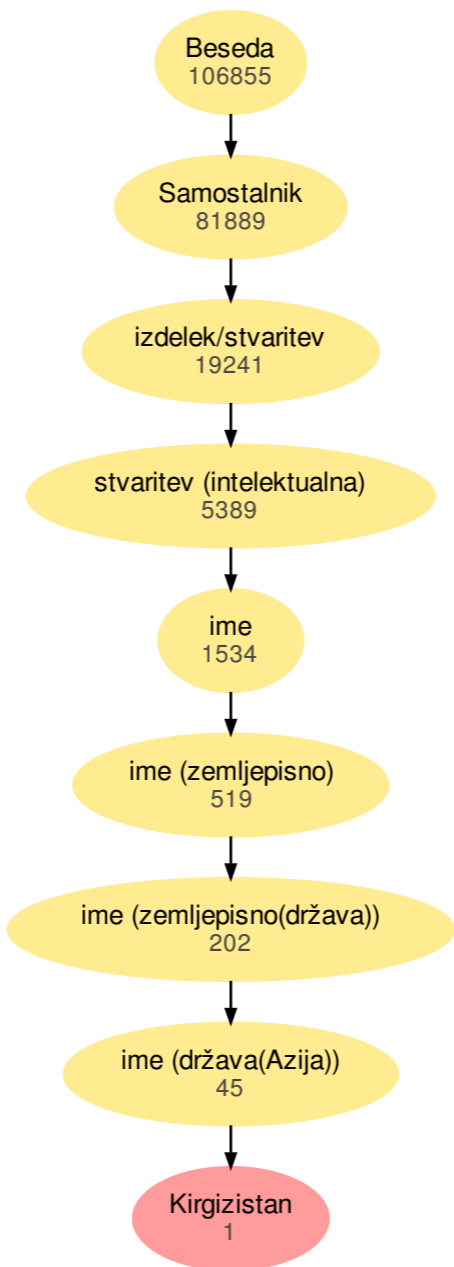 Beseda
106855
Samostalnik
81889
izdelek/stvaritev
19241
stvaritev (intelektualna)
5389
ime
1534
ime (zemljepisno)
519
ime (zemljepisno(država))
202
ime (država(Azija))
45
Kirgizistan
1